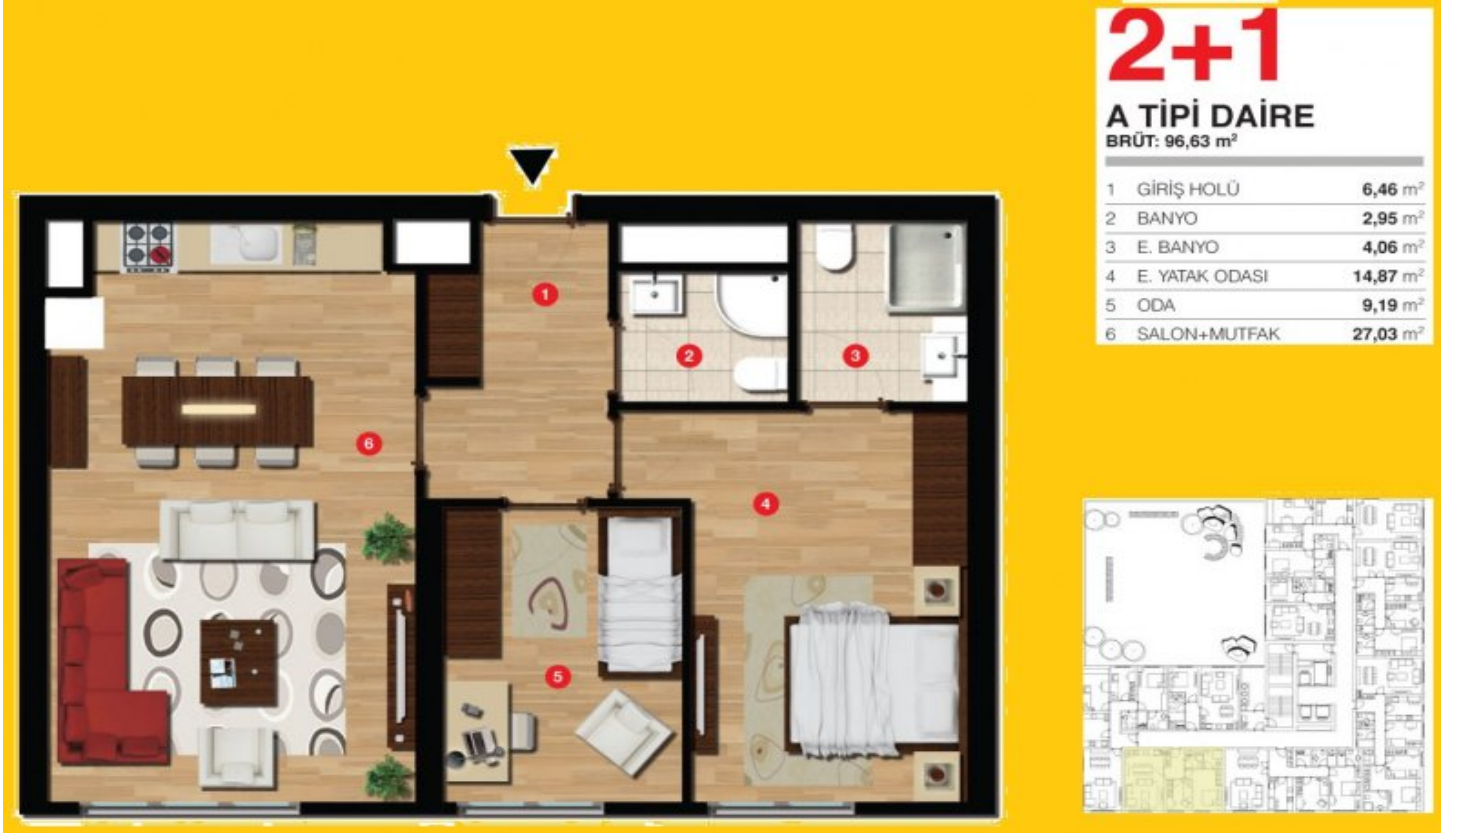 2+1
A TİPİ DAİRE
BRÜT: 96,63 m²
1 GİRİŞ HOLÜ 6,46 m²
2 BANYO 2,95 m²
3 E. BANYO 4,06 m²
4 E. YATAK ODASI 14,87 m²
5 ODA 9,19 m²
6 SALON+MUTFAK 27,03 m²
1
2
3
6
4
5